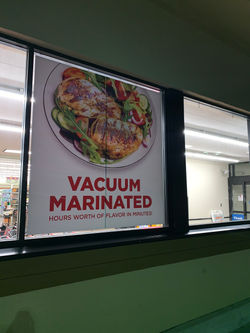 VACUUM
MARINATED
HOURS WORTH OF FLAVOR IN MINUTES!